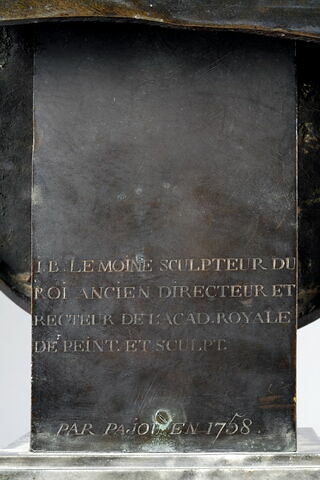 J.B. LE MOINE SCULPTEUR DU
ROI ANCIEN DIRECTEUR ET
RECTEUR DE L'ACAD. ROYALE
DE PEINT. ET SCULPT.
PAR PAJOU EN 1758.